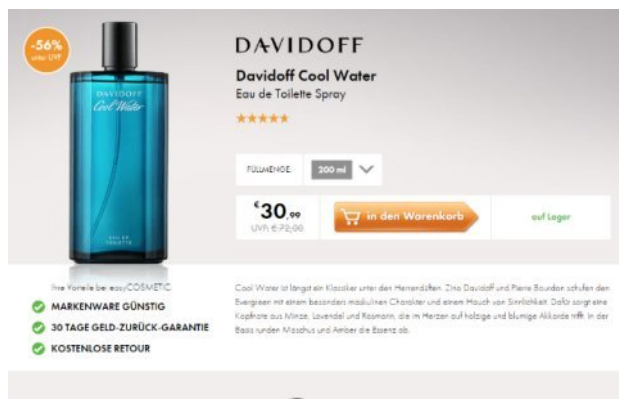 -56%
unter UVP
DAVIDOFF
Cool Water
EAU DE
TOILETTE
DAVIDOFF
Davidoff Cool Water
Eau de Toilette Spray
FÜLLMENGE: 200 ml
€30,99
UVP: € 72,00
in den Warenkorb
auf Lager
Ihre Vorteile bei easyCOSMETIC
MARKENWARE GÜNSTIG
30 TAGE GELD-ZURÜCK-GARANTIE
KOSTENLOSE RETOUR
Cool Water ist längst ein Klassiker unter den Herrendüften. Zino Davidoff und Pierre Bourdon schufen den
Evergreen mit einem besonders maskulinen Charakter und einem Hauch von Sinnlichkeit. Dafür sorgt eine
Kopfnote aus Minze, Lavendel und Rosmarin, die im Herzen auf holzige und blumige Akkorde trifft. In der
Basis runden Moschus und Amber die Essenz ab.